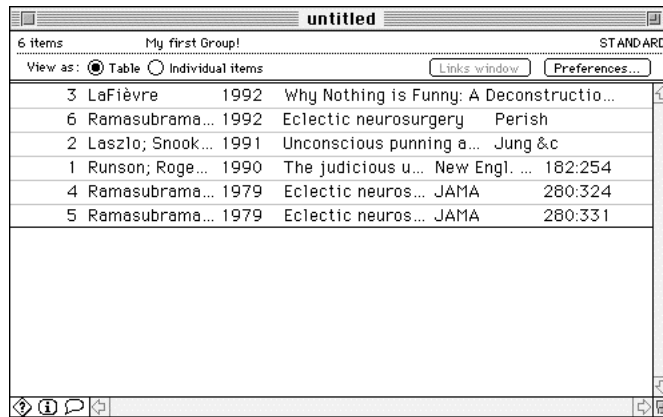 untitled
6 items My first Group! STANDARD
View as: Table Individual items Links window Preferences...
3 LaFièvre 1992 Why Nothing is Funny: A Deconstructio...
6 Ramasubrama... 1992 Eclectic neurosurgery Perish
2 Laszlo; Snook... 1991 Unconscious punning a... Jung &c
1 Runson; Roge... 1990 The judicious u... New Engl. ... 182:254
4 Ramasubrama... 1979 Eclectic neuros... JAMA 280:324
5 Ramasubrama... 1979 Eclectic neuros... JAMA 280:331